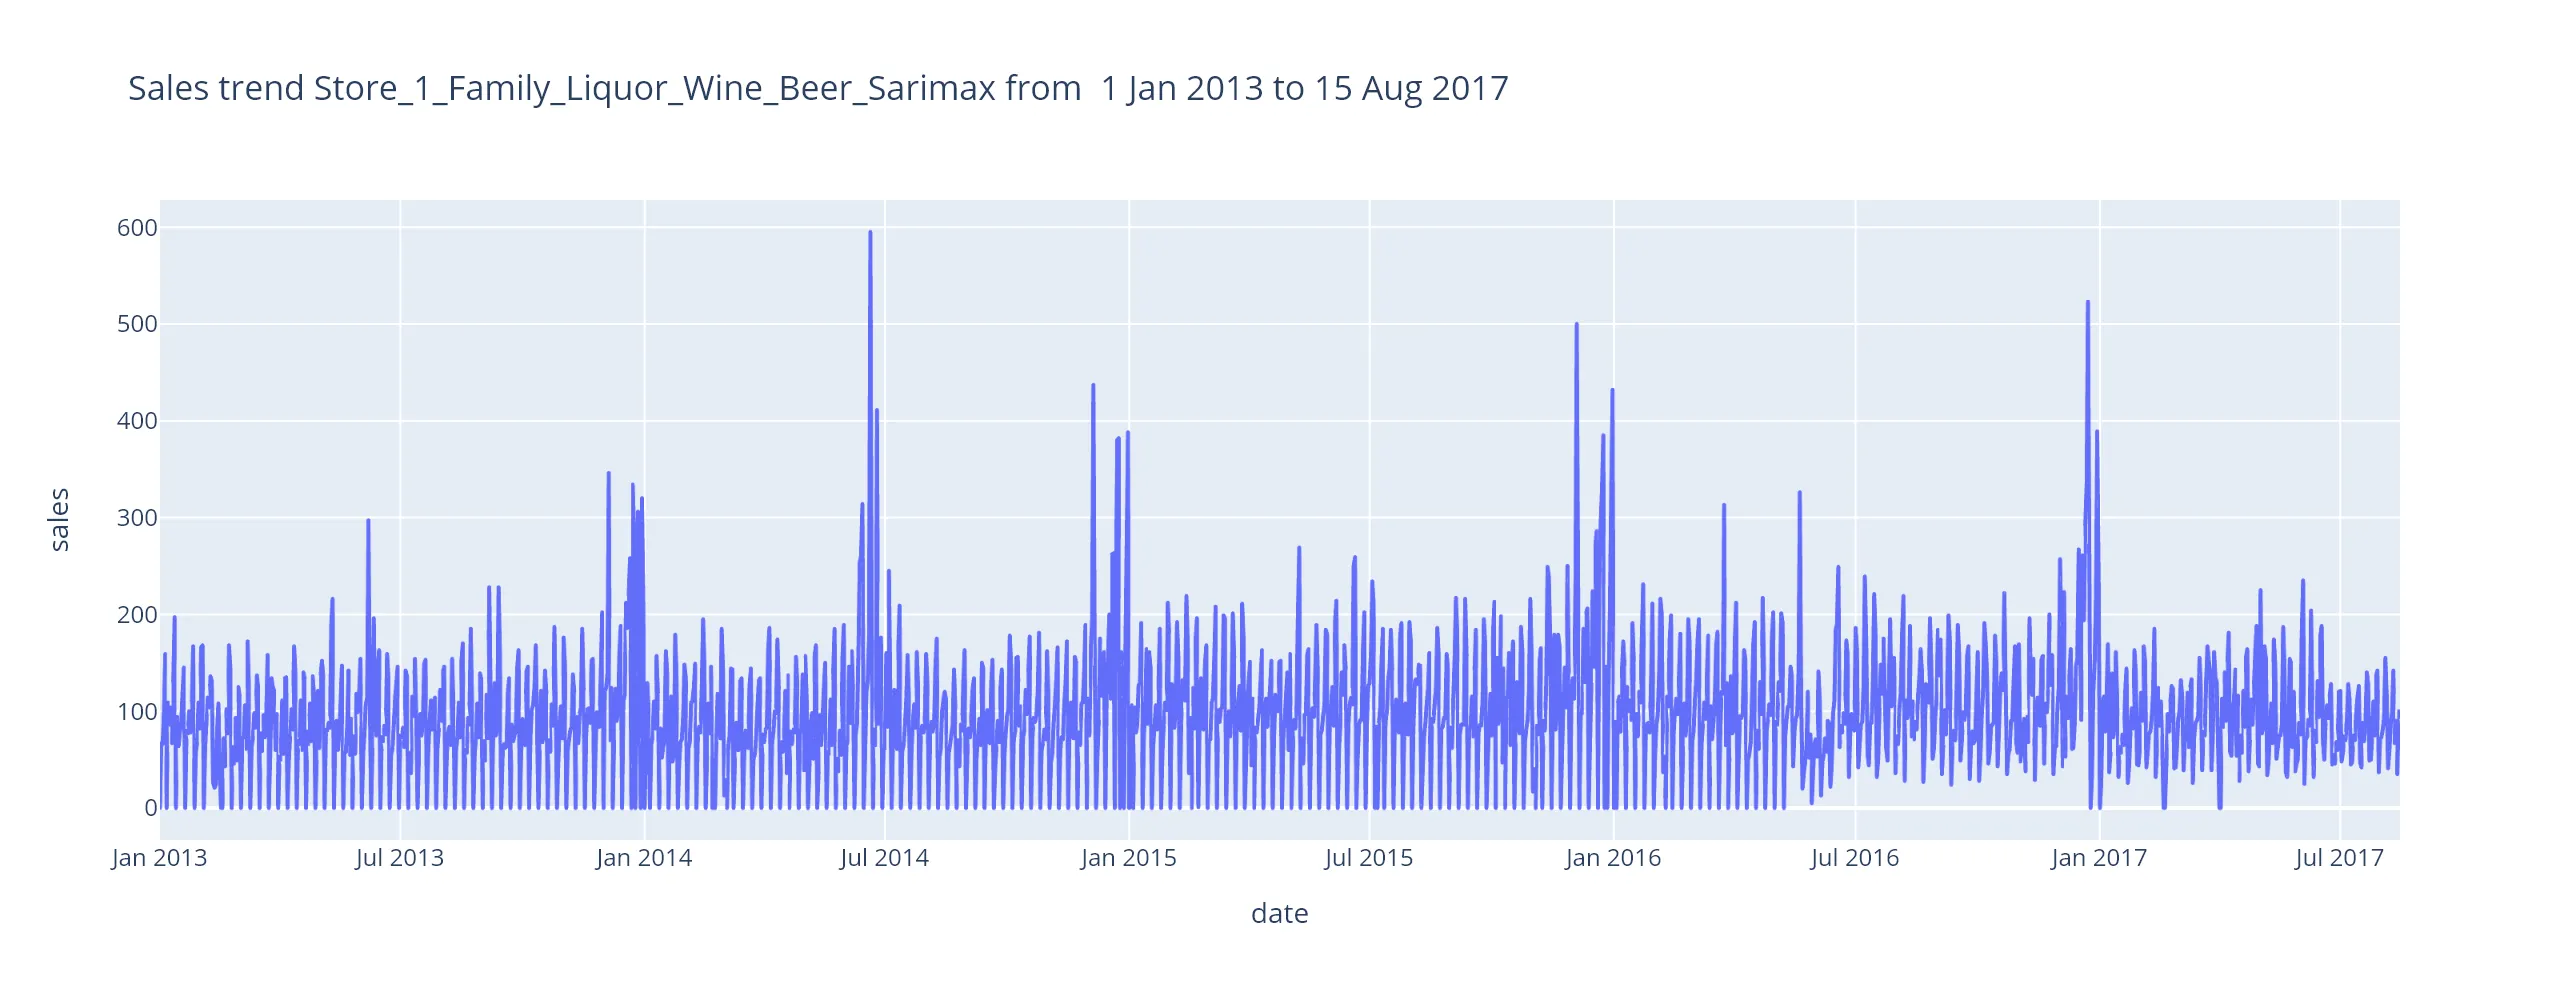 Sales trend Store_1_Family_Liquor_Wine_Beer_Sarimax from  1 Jan 2013 to 15 Aug 2017
600
500
400
300
200
100
0
sales
Jan 2013 Jul 2013 Jan 2014 Jul 2014 Jan 2015 Jul 2015 Jan 2016 Jul 2016 Jan 2017 Jul 2017
date